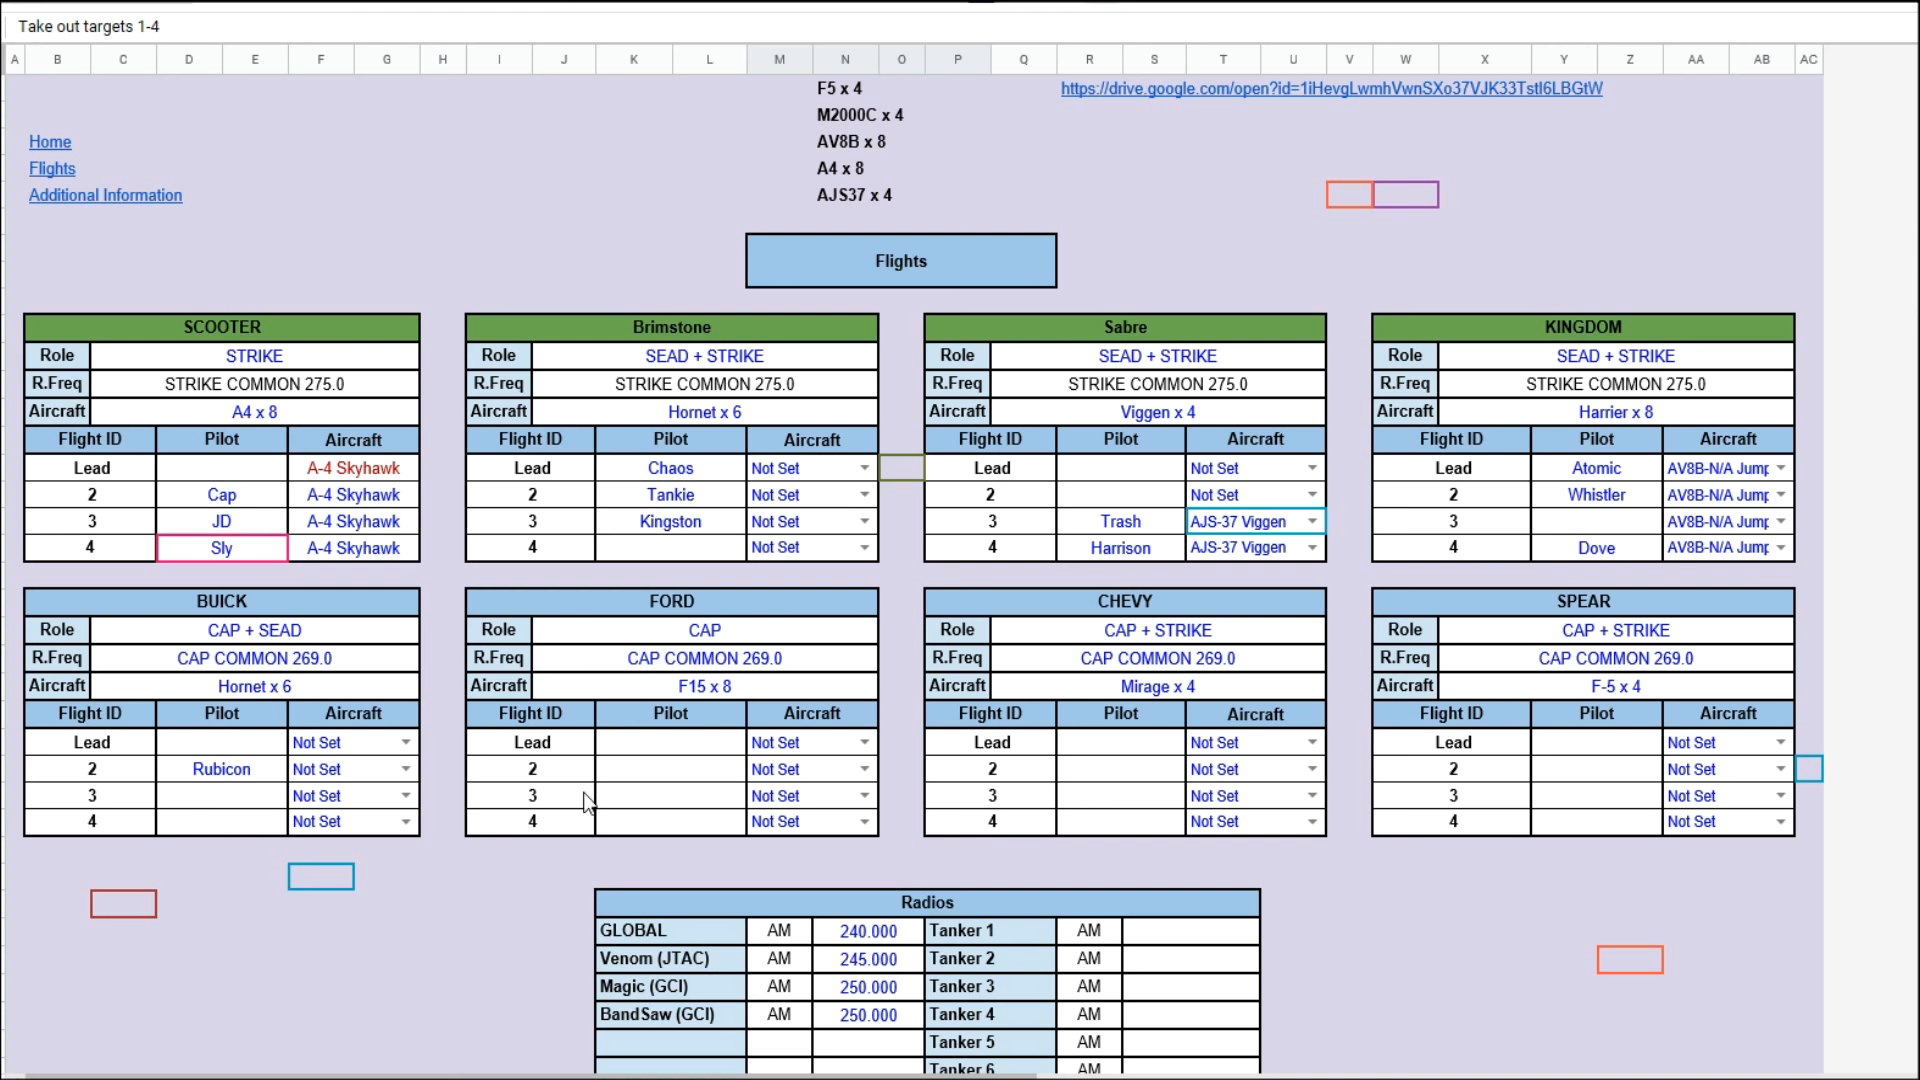 Take out targets 1-4
A B C D E F G H I J K L M N O P Q R S T U V W X Y Z AA AB AC
F5 x 4 https://drive.google.com/open?id=1iHevgLwmhVwnSXo37VJK33Tstl6LBGtW
M2000C x 4
Home AV8B x 8
Flights A4 x 8
Additional Information AJS37 x 4
Flights
SCOOTER Brimstone Sabre KINGDOM
Role STRIKE Role SEAD + STRIKE Role SEAD + STRIKE Role SEAD + STRIKE
R.Freq STRIKE COMMON 275.0 R.Freq STRIKE COMMON 275.0 R.Freq STRIKE COMMON 275.0 R.Freq STRIKE COMMON 275.0
Aircraft A4 x 8 Aircraft Hornet x 6 Aircraft Viggen x 4 Aircraft Harrier x 8
Flight ID Pilot Aircraft Flight ID Pilot Aircraft Flight ID Pilot Aircraft Flight ID Pilot Aircraft
Lead A-4 Skyhawk Lead Chaos Not Set Lead Not Set Lead Atomic AV8B-N/A Jump
2 Cap A-4 Skyhawk 2 Tankie Not Set 2 Not Set 2 Whistler AV8B-N/A Jump
3 JD A-4 Skyhawk 3 Kingston Not Set 3 Trash AJS-37 Viggen 3 AV8B-N/A Jump
4 Sly A-4 Skyhawk 4 Not Set 4 Harrison AJS-37 Viggen 4 Dove AV8B-N/A Jump
BUICK FORD CHEVY SPEAR
Role CAP + SEAD Role CAP Role CAP + STRIKE Role CAP + STRIKE
R.Freq CAP COMMON 269.0 R.Freq CAP COMMON 269.0 R.Freq CAP COMMON 269.0 R.Freq CAP COMMON 269.0
Aircraft Hornet x 6 Aircraft F15 x 8 Aircraft Mirage x 4 Aircraft F-5 x 4
Flight ID Pilot Aircraft Flight ID Pilot Aircraft Flight ID Pilot Aircraft Flight ID Pilot Aircraft
Lead Not Set Lead Not Set Lead Not Set Lead Not Set
2 Rubicon Not Set 2 Not Set 2 Not Set 2 Not Set
3 Not Set 3 Not Set 3 Not Set 3 Not Set
4 Not Set 4 Not Set 4 Not Set 4 Not Set
Radios
GLOBAL AM 240.000 Tanker 1 AM
Venom (JTAC) AM 245.000 Tanker 2 AM
Magic (GCI) AM 250.000 Tanker 3 AM
BandSaw (GCI) AM 250.000 Tanker 4 AM
Tanker 5 AM
Tanker 6 AM